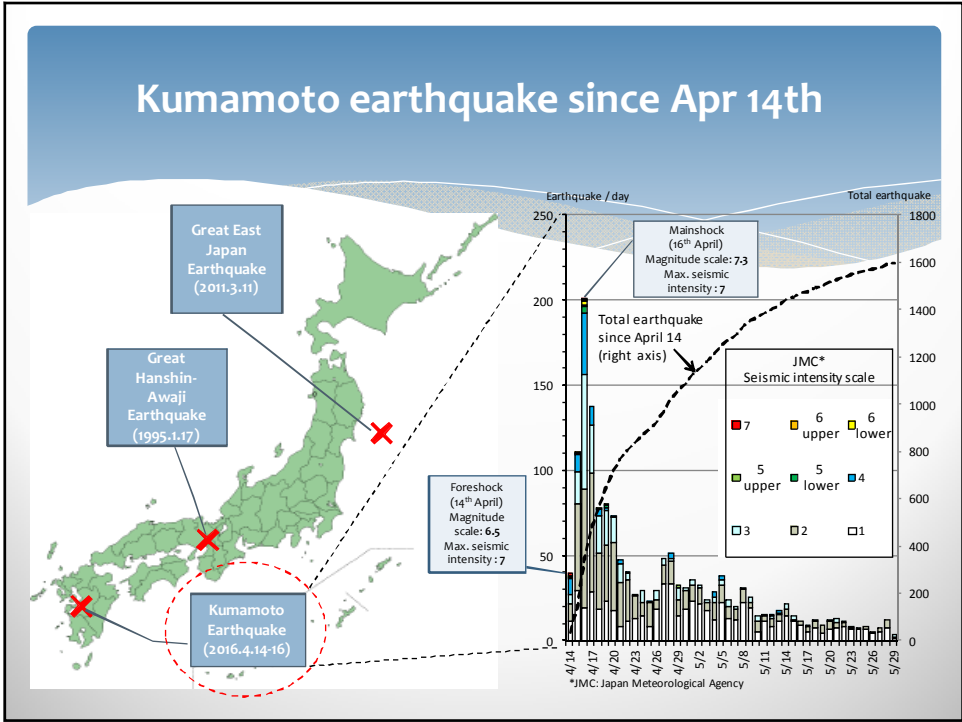 Kumamoto earthquake since Apr 14th
Great East
Japan
Earthquake
(2011.3.11)
Great
Hanshin-
Awaji
Earthquake
(1995.1.17)
Kumamoto
Earthquake
(2016.4.14-16)
Earthquake / day
Total earthquake
250
200
150
100
50
0
1800
1600
1400
1200
1000
800
600
400
200
0
Mainshock
(16th April)
Magnitude scale: 7.3
Max. seismic
intensity : 7
Total earthquake
since April 14
(right axis)
JMC*
Seismic intensity scale
7
6
upper
6
lower
5
upper
5
lower
4
3
2
1
Foreshock
(14th April)
Magnitude
scale: 6.5
Max. seismic
intensity : 7
4/14
4/17
4/20
4/23
4/26
4/29
5/2
5/5
5/8
5/11
5/14
5/17
5/20
5/23
5/26
5/29
*JMC: Japan Meteorological Agency